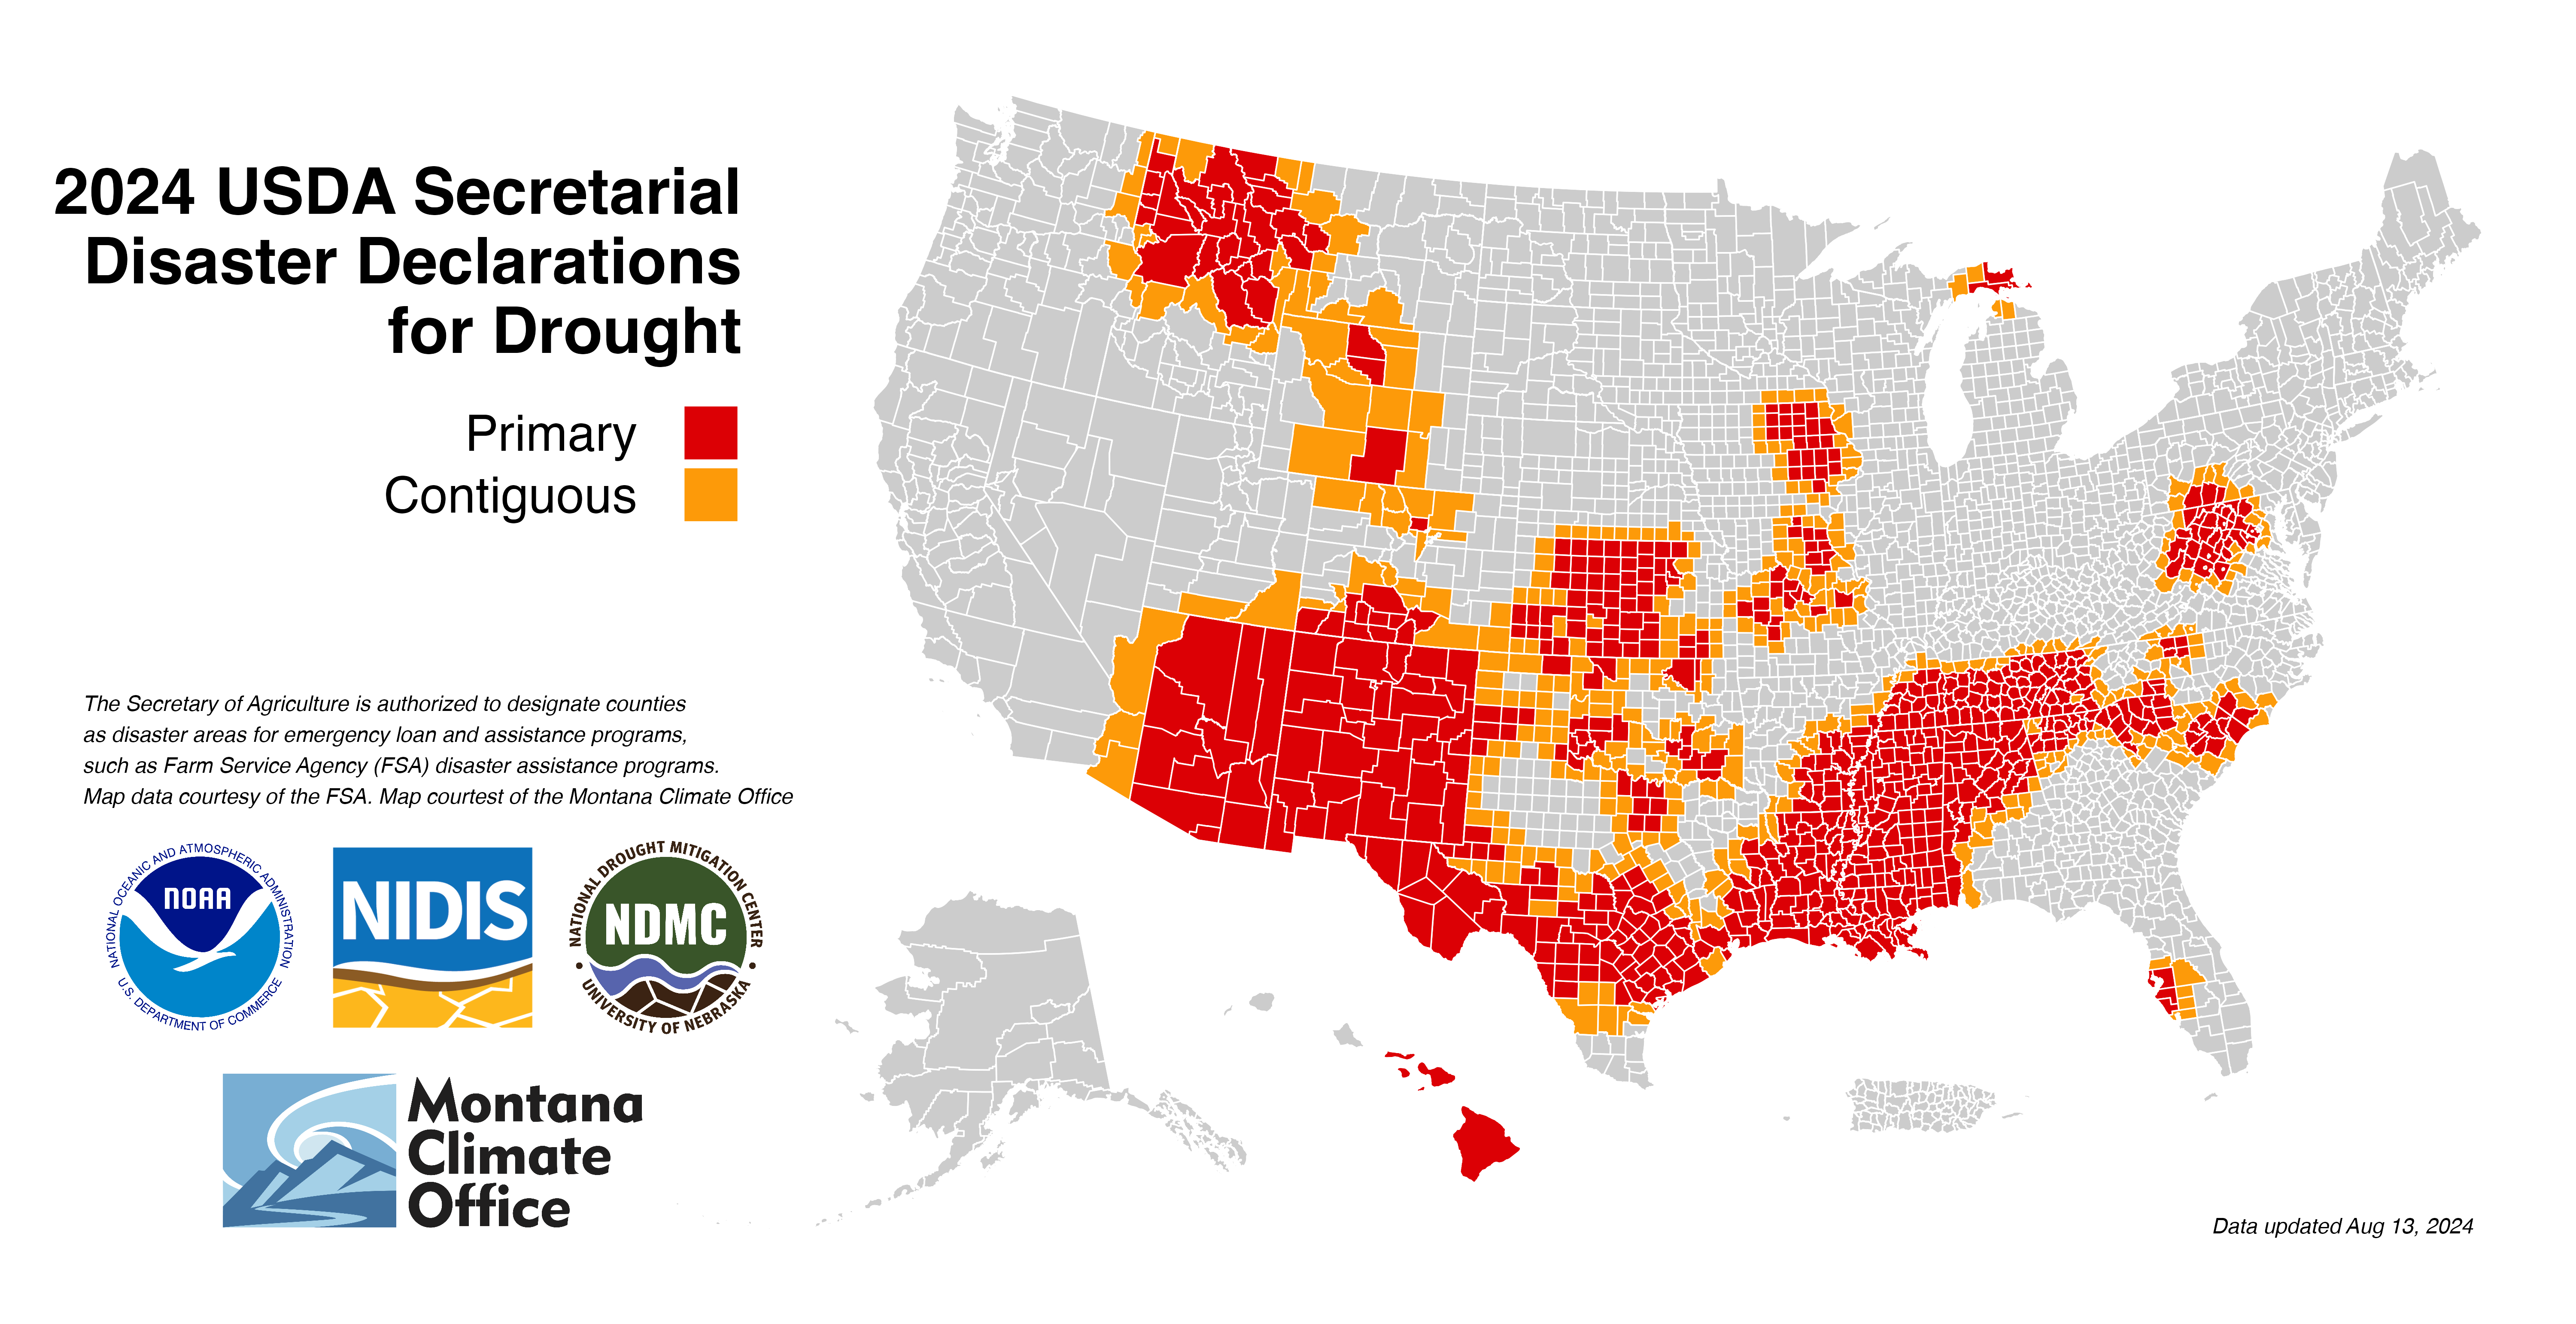 2024 USDA Secretarial
Disaster Declarations
for Drought
Primary
Contiguous
The Secretary of Agriculture is authorized to designate counties
as disaster areas for emergency loan and assistance programs,
such as Farm Service Agency (FSA) disaster assistance programs.
Map data courtesy of the FSA. Map courtest of the Montana Climate Office
NATIONAL OCEANIC AND ATMOSPHERIC ADMINISTRATION
NOAA
U.S. DEPARTMENT OF COMMERCE
NIDIS
NATIONAL DROUGHT MITIGATION CENTER
NDMC
UNIVERSITY OF NEBRASKA
Montana
Climate
Office
Data updated Aug 13, 2024